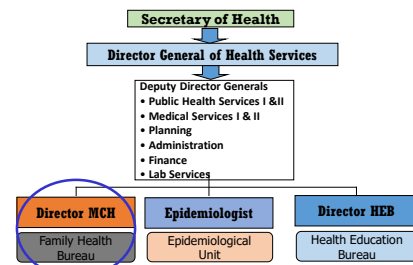 Secretary of Health
Director General of Health Services
Deputy Director Generals
• Public Health Services I &II
• Medical Services I & II
• Planning
• Administration
• Finance
• Lab Services
Director MCH
Epidemiologist
Director HEB
Family Health
Bureau
Epidemiological
Unit
Health Education
Bureau